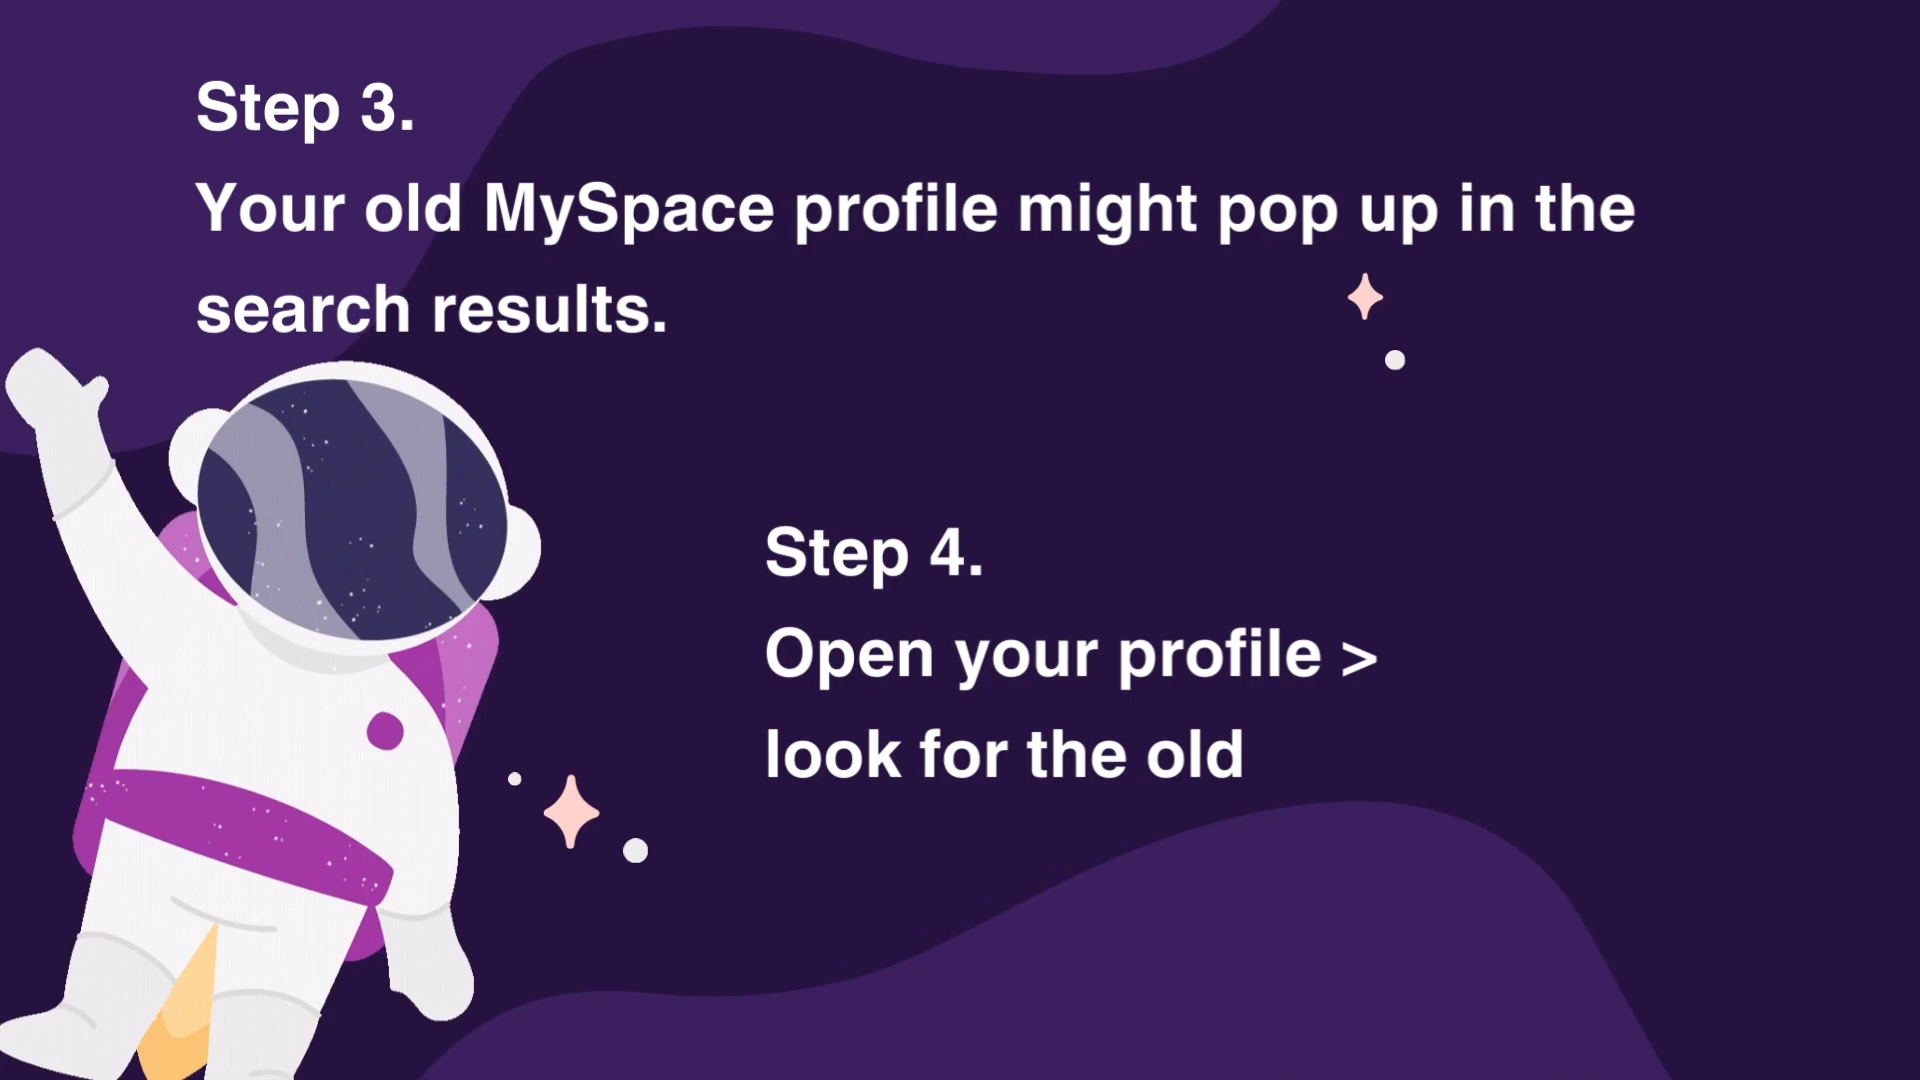 Step 3.
Your old MySpace profile might pop up in the
search results.
Step 4.
Open your profile >
look for the old